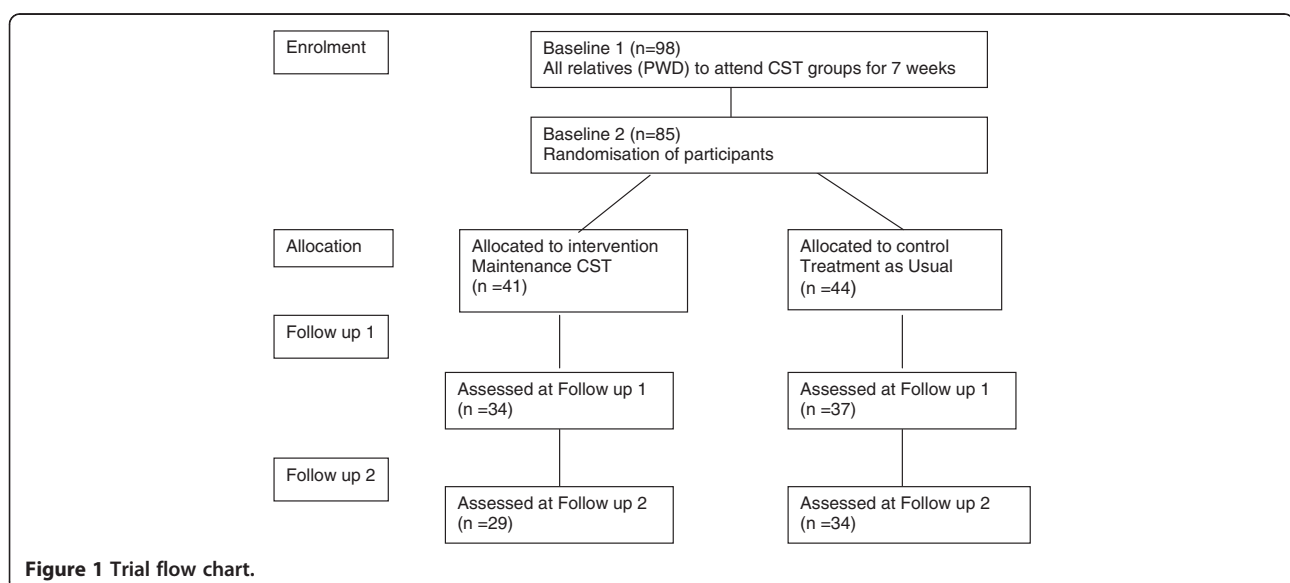 Enrolment
Baseline 1 (n=98)
All relatives (PWD) to attend CST groups for 7 weeks
Baseline 2 (n=85)
Randomisation of participants
Allocation
Allocated to intervention
Maintenance CST
(n =41)
Allocated to control
Treatment as Usual
(n =44)
Follow up 1
Assessed at Follow up 1
(n =34)
Assessed at Follow up 1
(n =37)
Follow up 2
Assessed at Follow up 2
(n =29)
Assessed at Follow up 2
(n =34)
Figure 1 Trial flow chart.